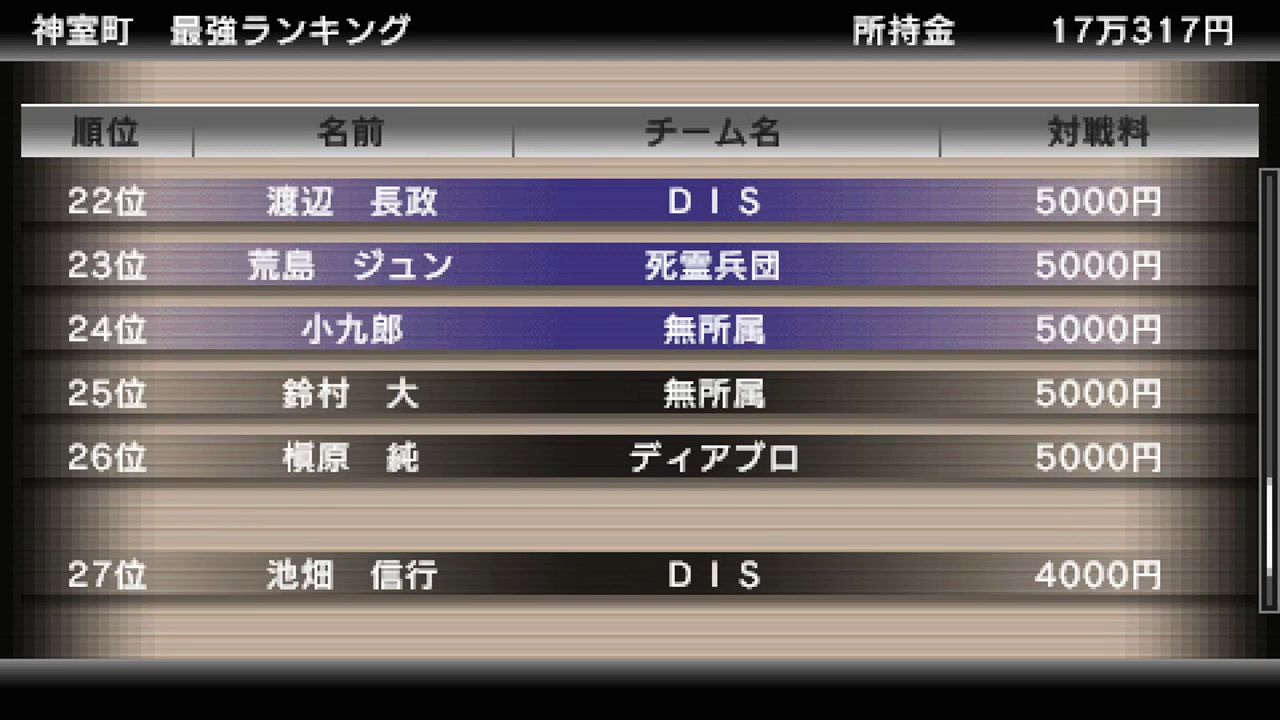 神室町　最強ランキング　所持金　17万317円
順位　名前　チーム名　対戦料
22位　渡辺　長政　ＤＩＳ　5000円
23位　荒島　ジュン　死霊兵団　5000円
24位　小九郎　無所属　5000円
25位　鈴村　大　無所属　5000円
26位　槙原　純　ディアブロ　5000円
27位　池畑　信行　ＤＩＳ　4000円